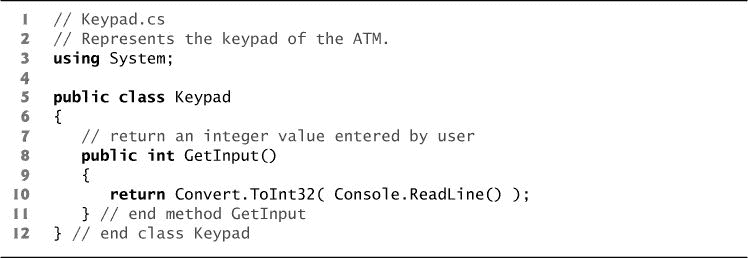 1 // Keypad.cs
2 // Represents the keypad of the ATM.
3 using System;
4
5 public class Keypad
6 {
7 // return an integer value entered by user
8 public int GetInput()
9 {
10 return Convert.ToInt32( Console.ReadLine() );
11 } // end method GetInput
12 } // end class Keypad